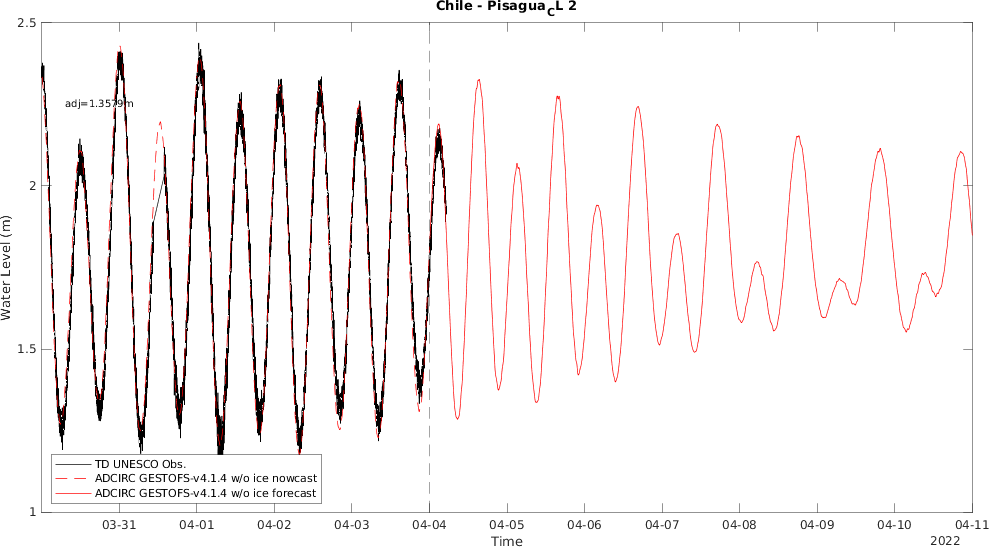 Chile - PisaguaCL 2
2.5
adj=1.3579m
2
Water Level (m)
1.5
TD UNESCO Obs.
ADCIRC GESTOFS-v4.1.4 w/o ice nowcast
ADCIRC GESTOFS-v4.1.4 w/o ice forecast
1
03-31 04-01 04-02 04-03 04-04 04-05 04-06 04-07 04-08 04-09 04-10 04-11
Time
2022